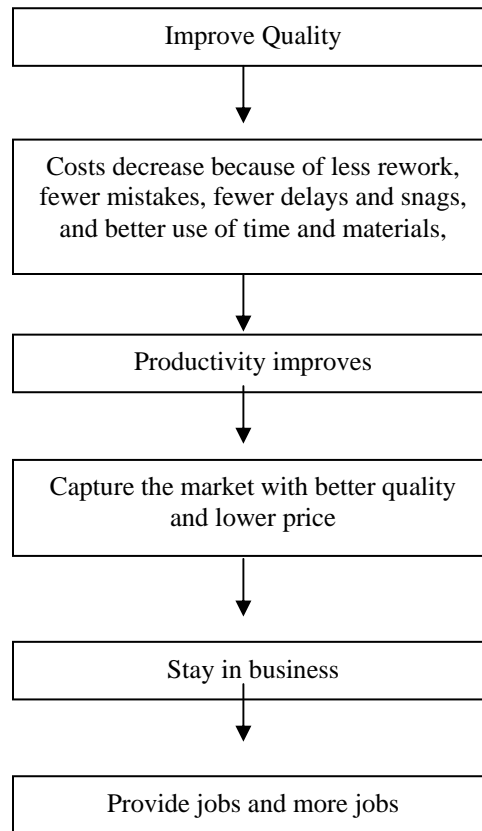 Improve Quality
Costs decrease because of less rework,
fewer mistakes, fewer delays and snags,
and better use of time and materials,
Productivity improves
Capture the market with better quality
and lower price
Stay in business
Provide jobs and more jobs